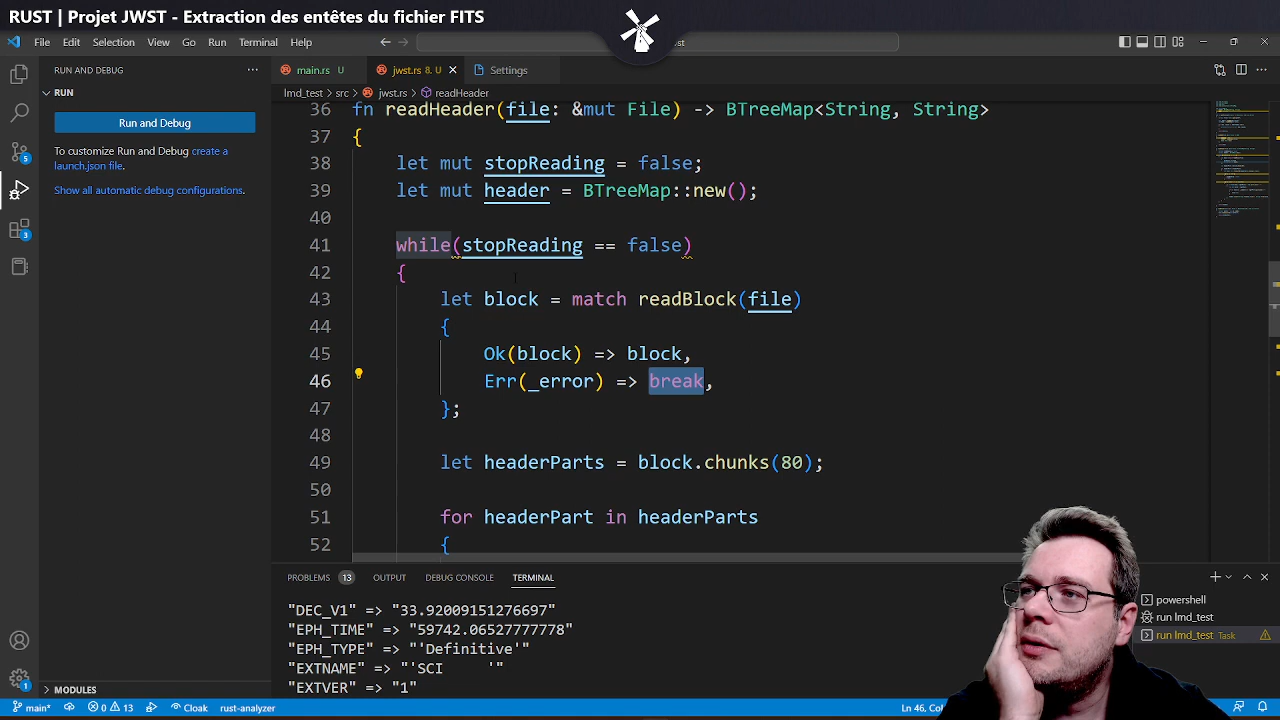 RUST | Projet JWST - Extraction des entêtes du fichier FITS
File Edit Selection View Go Run Terminal Help
st
RUN AND DEBUG
main.rs U
jwst.rs 8, U
Settings
RUN
lmd_test > src > jwst.rs > readHeader
Run and Debug
To customize Run and Debug create a
launch.json file.
Show all automatic debug configurations.
36 fn readHeader(file: &mut File) -> BTreeMap<String, String>
37 {
38 let mut stopReading = false;
39 let mut header = BTreeMap::new();
40
41 while(stopReading == false)
42 {
43 let block = match readBlock(file)
44 {
45 Ok(block) => block,
46 Err(_error) => break,
47 };
48
49 let headerParts = block.chunks(80);
50
51 for headerPart in headerParts
52 {
PROBLEMS 13 OUTPUT DEBUG CONSOLE TERMINAL
"DEC_V1" => "33.92009151276697"
"EPH_TIME" => "59742.06527777778"
"EPH_TYPE" => "'Definitive'"
"EXTNAME" => "'SCI '"
"EXTVER" => "1"
powershell
run lmd_test
run lmd_test Task
5
3
1
MODULES
main* 0 13 Cloak rust-analyzer Ln 46, Co